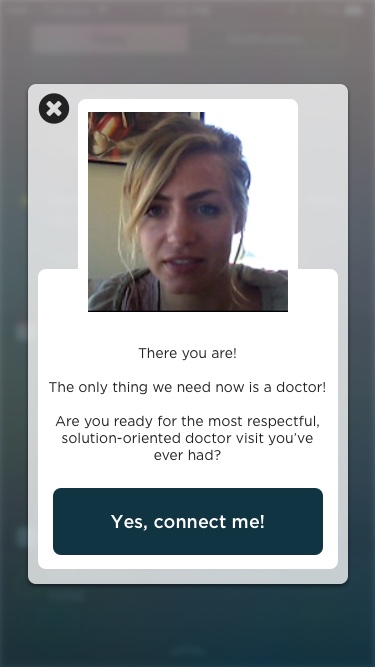 There you are!
The only thing we need now is a doctor!
Are you ready for the most respectful,
solution-oriented doctor visit you've
ever had?
Yes, connect me!